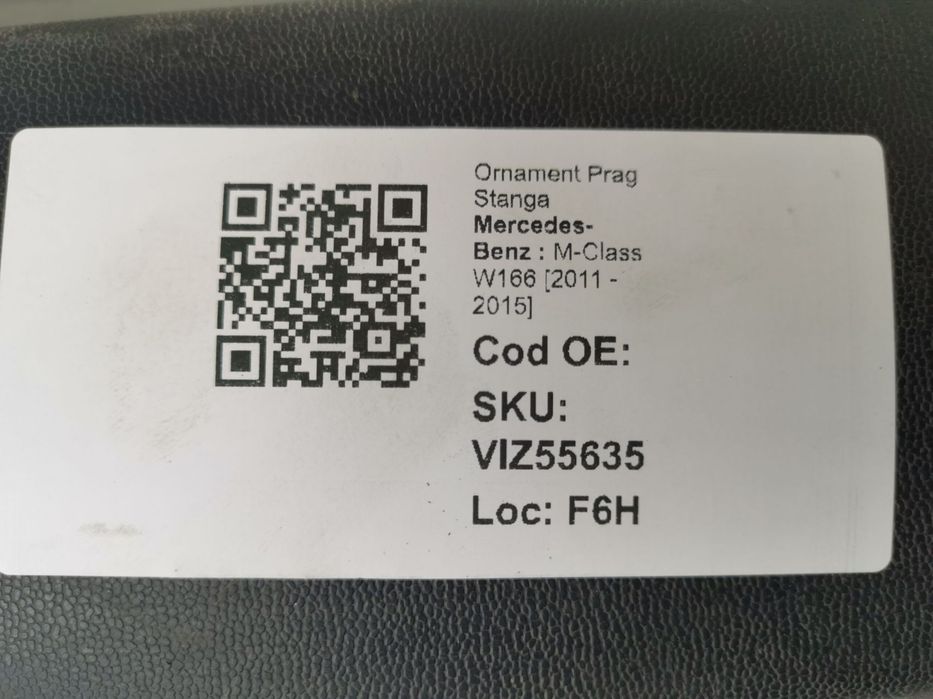 Ornament Prag
Stanga
Mercedes-
Benz : M-Class
W166 [2011 -
2015]
Cod OE:
SKU:
VIZ55635
Loc: F6H